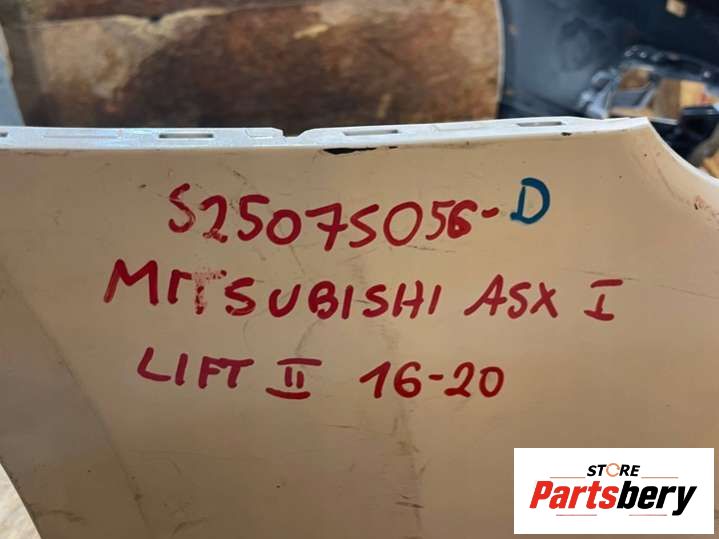 S25075056-D
MITSUBISHI ASX I
LIFT II 16-20
STORE
Partsbery